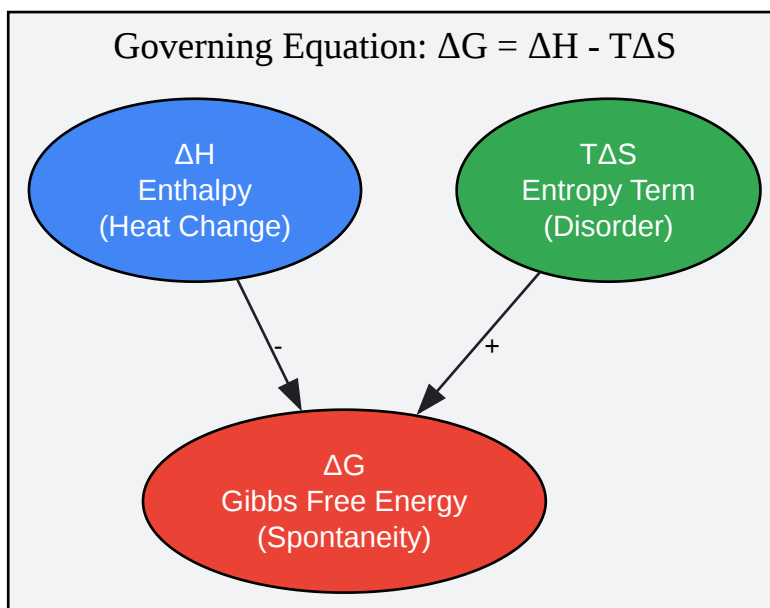 Governing Equation: ΔG = ΔH - TΔS
ΔH
Enthalpy
(Heat Change)
TΔS
Entropy Term
(Disorder)
-
+
ΔG
Gibbs Free Energy
(Spontaneity)